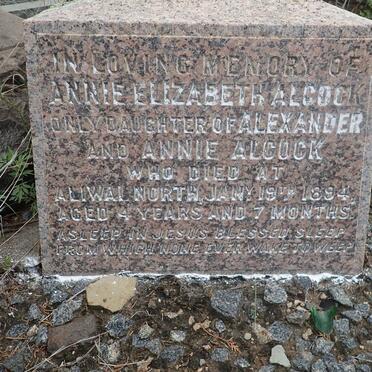 IN LOVING MEMORY OF
ANNIE ELIZABETH ALCOCK
ONLY DAUGHTER OF ALEXANDER
AND ANNIE ALCOCK
WHO DIED AT
ALIWAL NORTH, JANY 19TH 1894,
AGED 4 YEARS AND 7 MONTHS.
ASLEEP IN JESUS BLESSED SLEEP
FROM WHICH NONE EVER WAKE TO WEEP